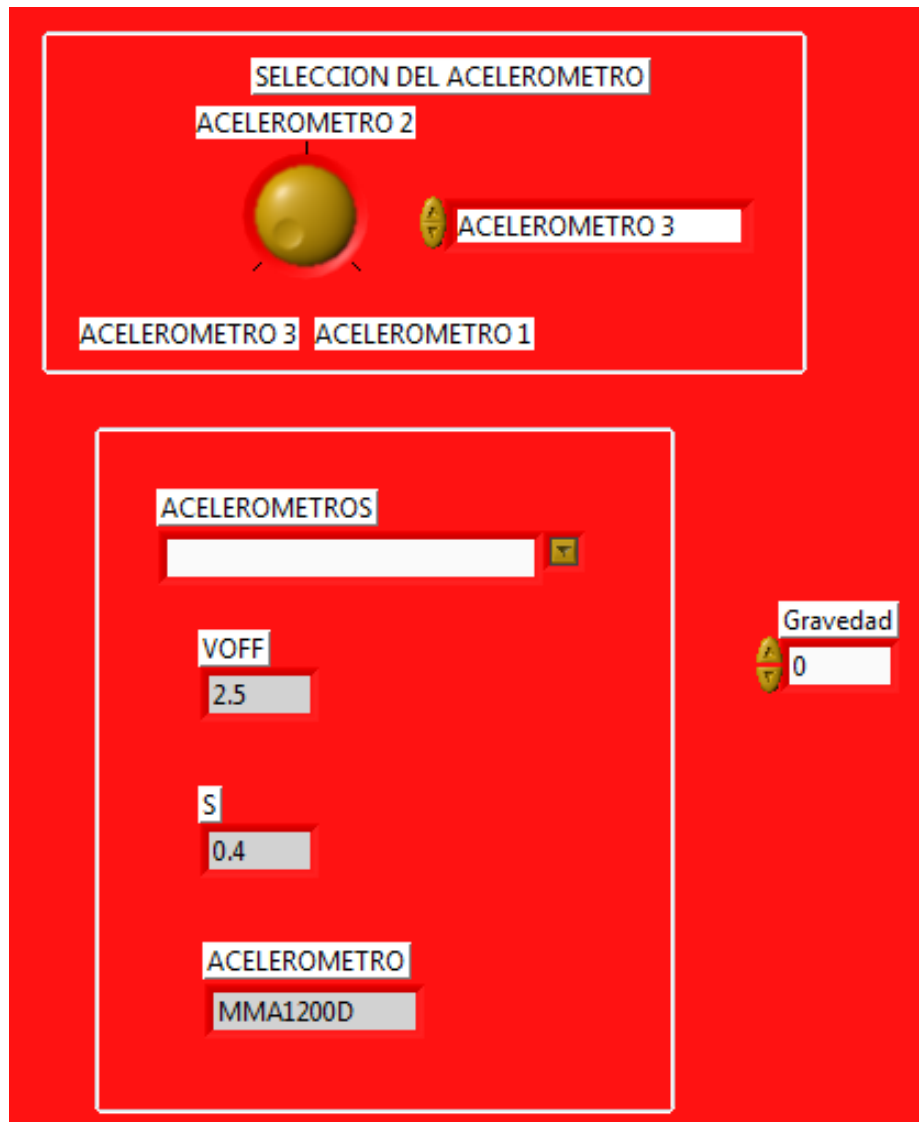 SELECCION DEL ACELEROMETRO
ACELEROMETRO 2
ACELEROMETRO 3
ACELEROMETRO 3
ACELEROMETRO 1
ACELEROMETROS
Gravedad
0
VOFF
2.5
S
0.4
ACELEROMETRO
MMA1200D